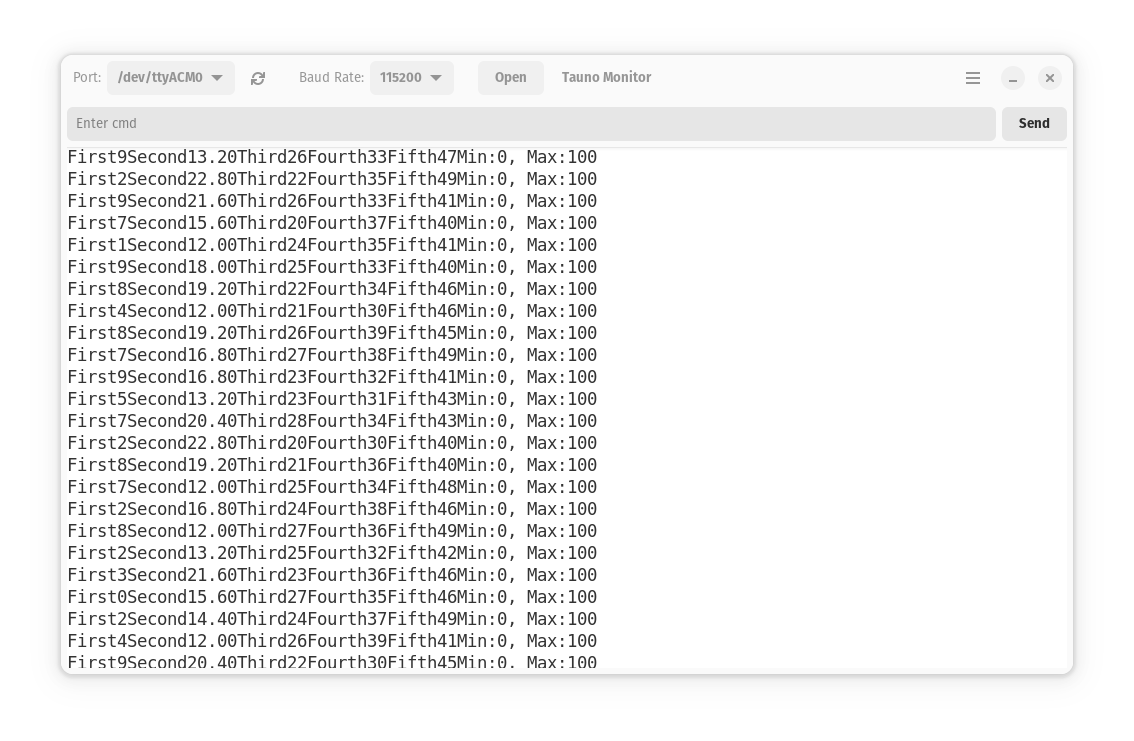 Port: /dev/ttyACM0 Baud Rate: 115200 Open Tauno Monitor
Enter cmd Send
First9Second13.20Third26Fourth33Fifth47Min:0, Max:100
First2Second22.80Third22Fourth35Fifth49Min:0, Max:100
First9Second21.60Third26Fourth33Fifth41Min:0, Max:100
First7Second15.60Third20Fourth37Fifth40Min:0, Max:100
First1Second12.00Third24Fourth35Fifth41Min:0, Max:100
First9Second18.00Third25Fourth33Fifth40Min:0, Max:100
First8Second19.20Third22Fourth34Fifth46Min:0, Max:100
First4Second12.00Third21Fourth30Fifth46Min:0, Max:100
First8Second19.20Third26Fourth39Fifth45Min:0, Max:100
First7Second16.80Third27Fourth38Fifth49Min:0, Max:100
First9Second16.80Third23Fourth32Fifth41Min:0, Max:100
First5Second13.20Third23Fourth31Fifth43Min:0, Max:100
First7Second20.40Third28Fourth34Fifth43Min:0, Max:100
First2Second22.80Third20Fourth30Fifth40Min:0, Max:100
First8Second19.20Third21Fourth36Fifth40Min:0, Max:100
First7Second12.00Third25Fourth34Fifth48Min:0, Max:100
First2Second16.80Third24Fourth38Fifth46Min:0, Max:100
First8Second12.00Third27Fourth36Fifth49Min:0, Max:100
First2Second13.20Third25Fourth32Fifth42Min:0, Max:100
First3Second21.60Third23Fourth36Fifth46Min:0, Max:100
First0Second15.60Third27Fourth35Fifth46Min:0, Max:100
First2Second14.40Third24Fourth37Fifth49Min:0, Max:100
First4Second12.00Third26Fourth39Fifth41Min:0, Max:100
First9Second20.40Third22Fourth30Fifth45Min:0, Max:100